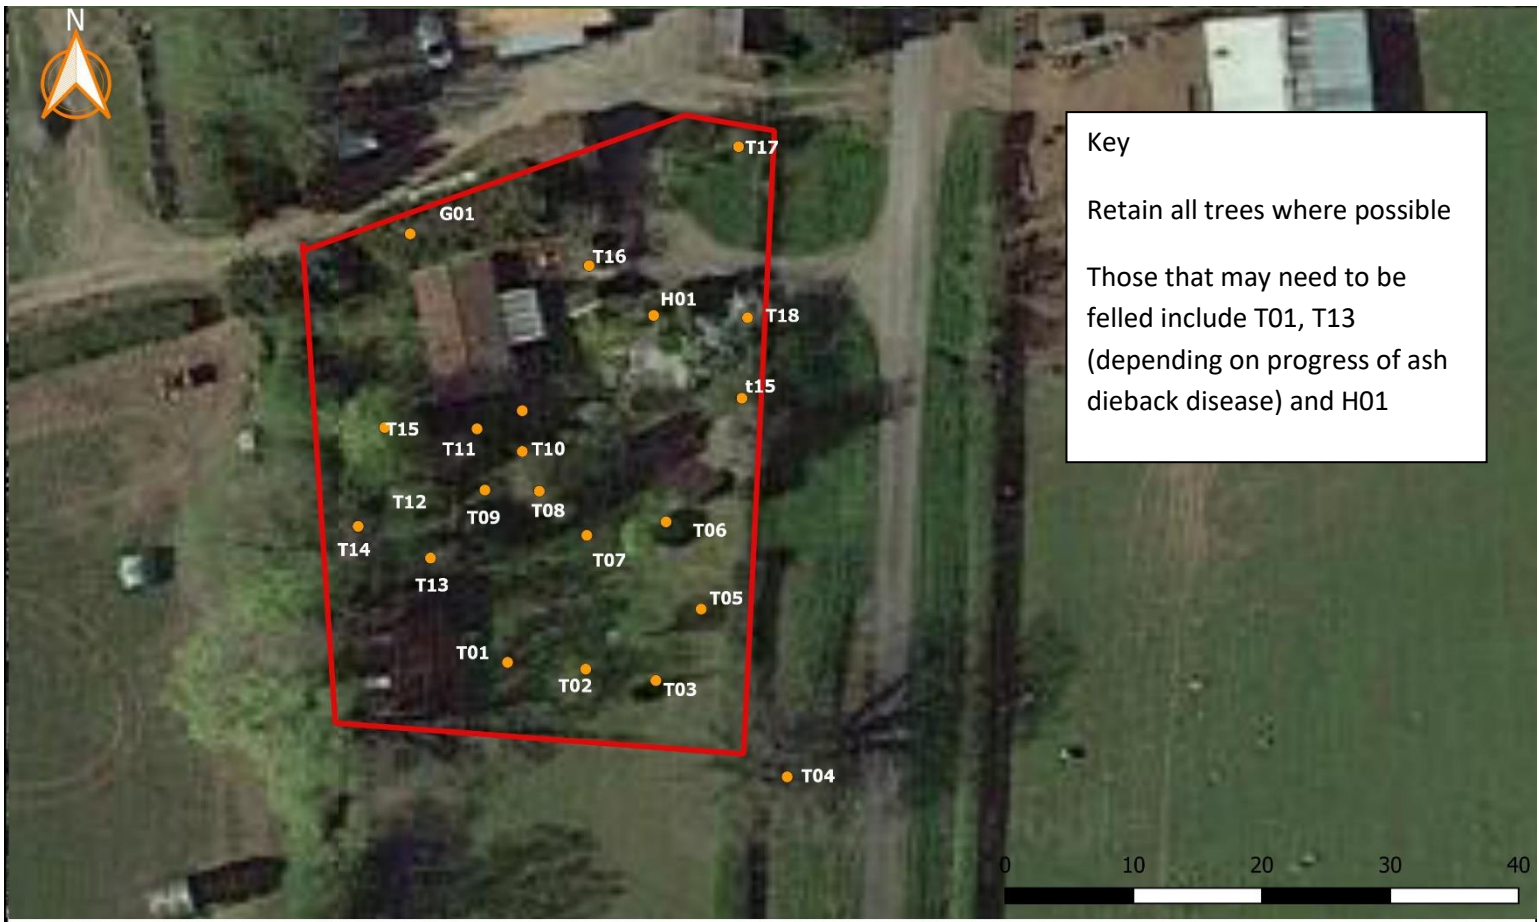 N
T17
G01
T16
H01
T18
t15
T15
T11
T10
T12
T09
T08
T14
T07
T06
T13
T05
T01
T02
T03
T04
Key
Retain all trees where possible
Those that may need to be
felled include T01, T13
(depending on progress of ash
dieback disease) and H01
0 10 20 30 40